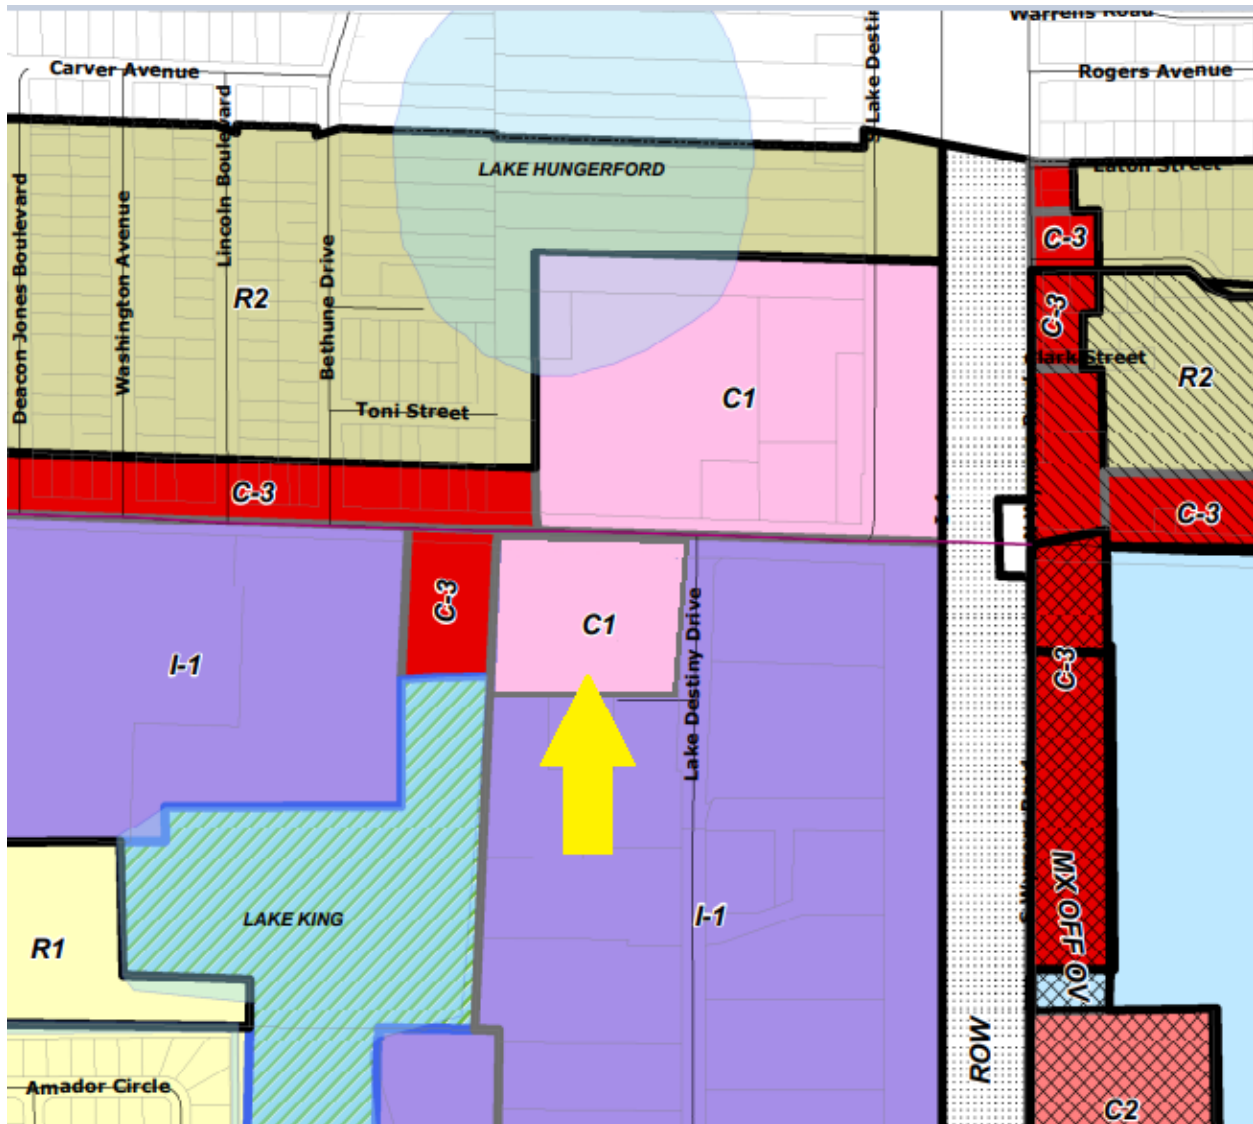 Warrens Road
Carver Avenue
Rogers Avenue
S Lake Destin
Lincoln Boulevard
LAKE HUNGERFORD
Eaton Street
Deacon Jones Boulevard
Washington Avenue
Bethune Drive
C-3
R2
C-3
Clark Street
R2
C1
Toni Street
C-3
C-3
C-3
C1
I-1
Lake Destiny Drive
C-3
LAKE KING
I-1
MX OFF OV
R1
ROW
Amador Circle
C2